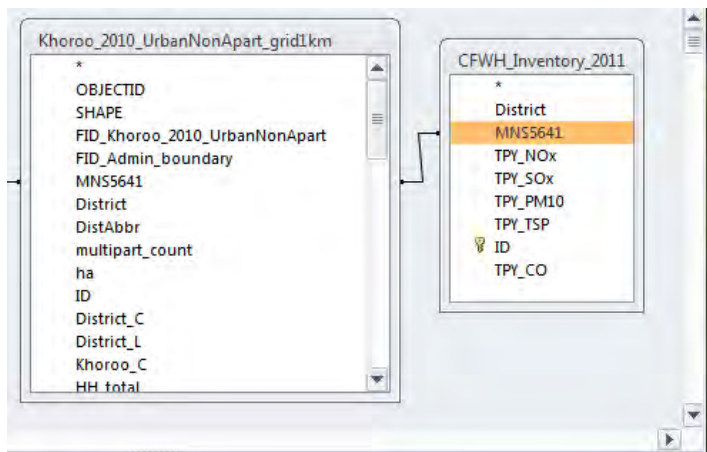 Khoroo_2010_UrbanNonApart_grid1km
*
OBJECTID
SHAPE
FID_Khoroo_2010_UrbanNonApart
FID_Admin_boundary
MNS5641
District
DistAbbr
multipart_count
ha
ID
District_C
District_L
Khoroo_C
HH_total
CFWH_Inventory_2011
*
District
MNS5641
TPY_NOx
TPY_SOx
TPY_PM10
TPY_TSP
ID
TPY_CO